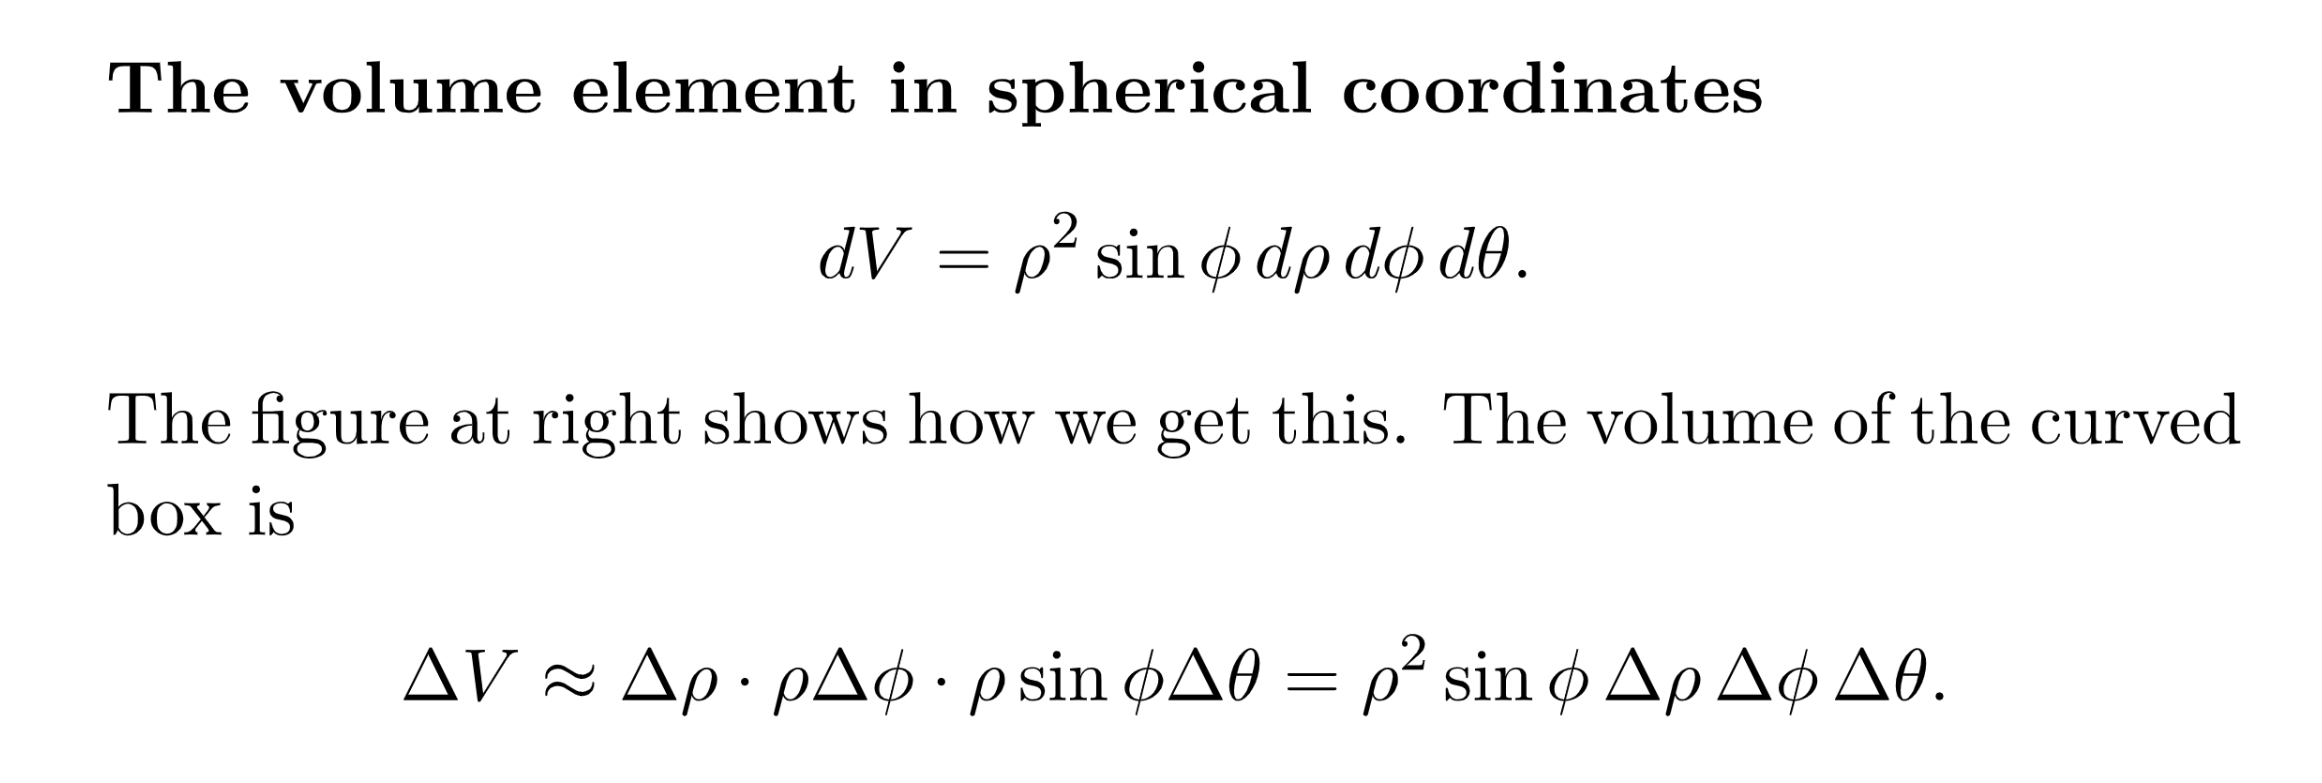 The volume element in spherical coordinates
dV = ρ² sin ϕ dρ dϕ dθ.
The figure at right shows how we get this. The volume of the curved
box is
ΔV ≈ Δρ · ρΔϕ · ρ sin ϕΔθ = ρ² sin ϕ Δρ Δϕ Δθ.